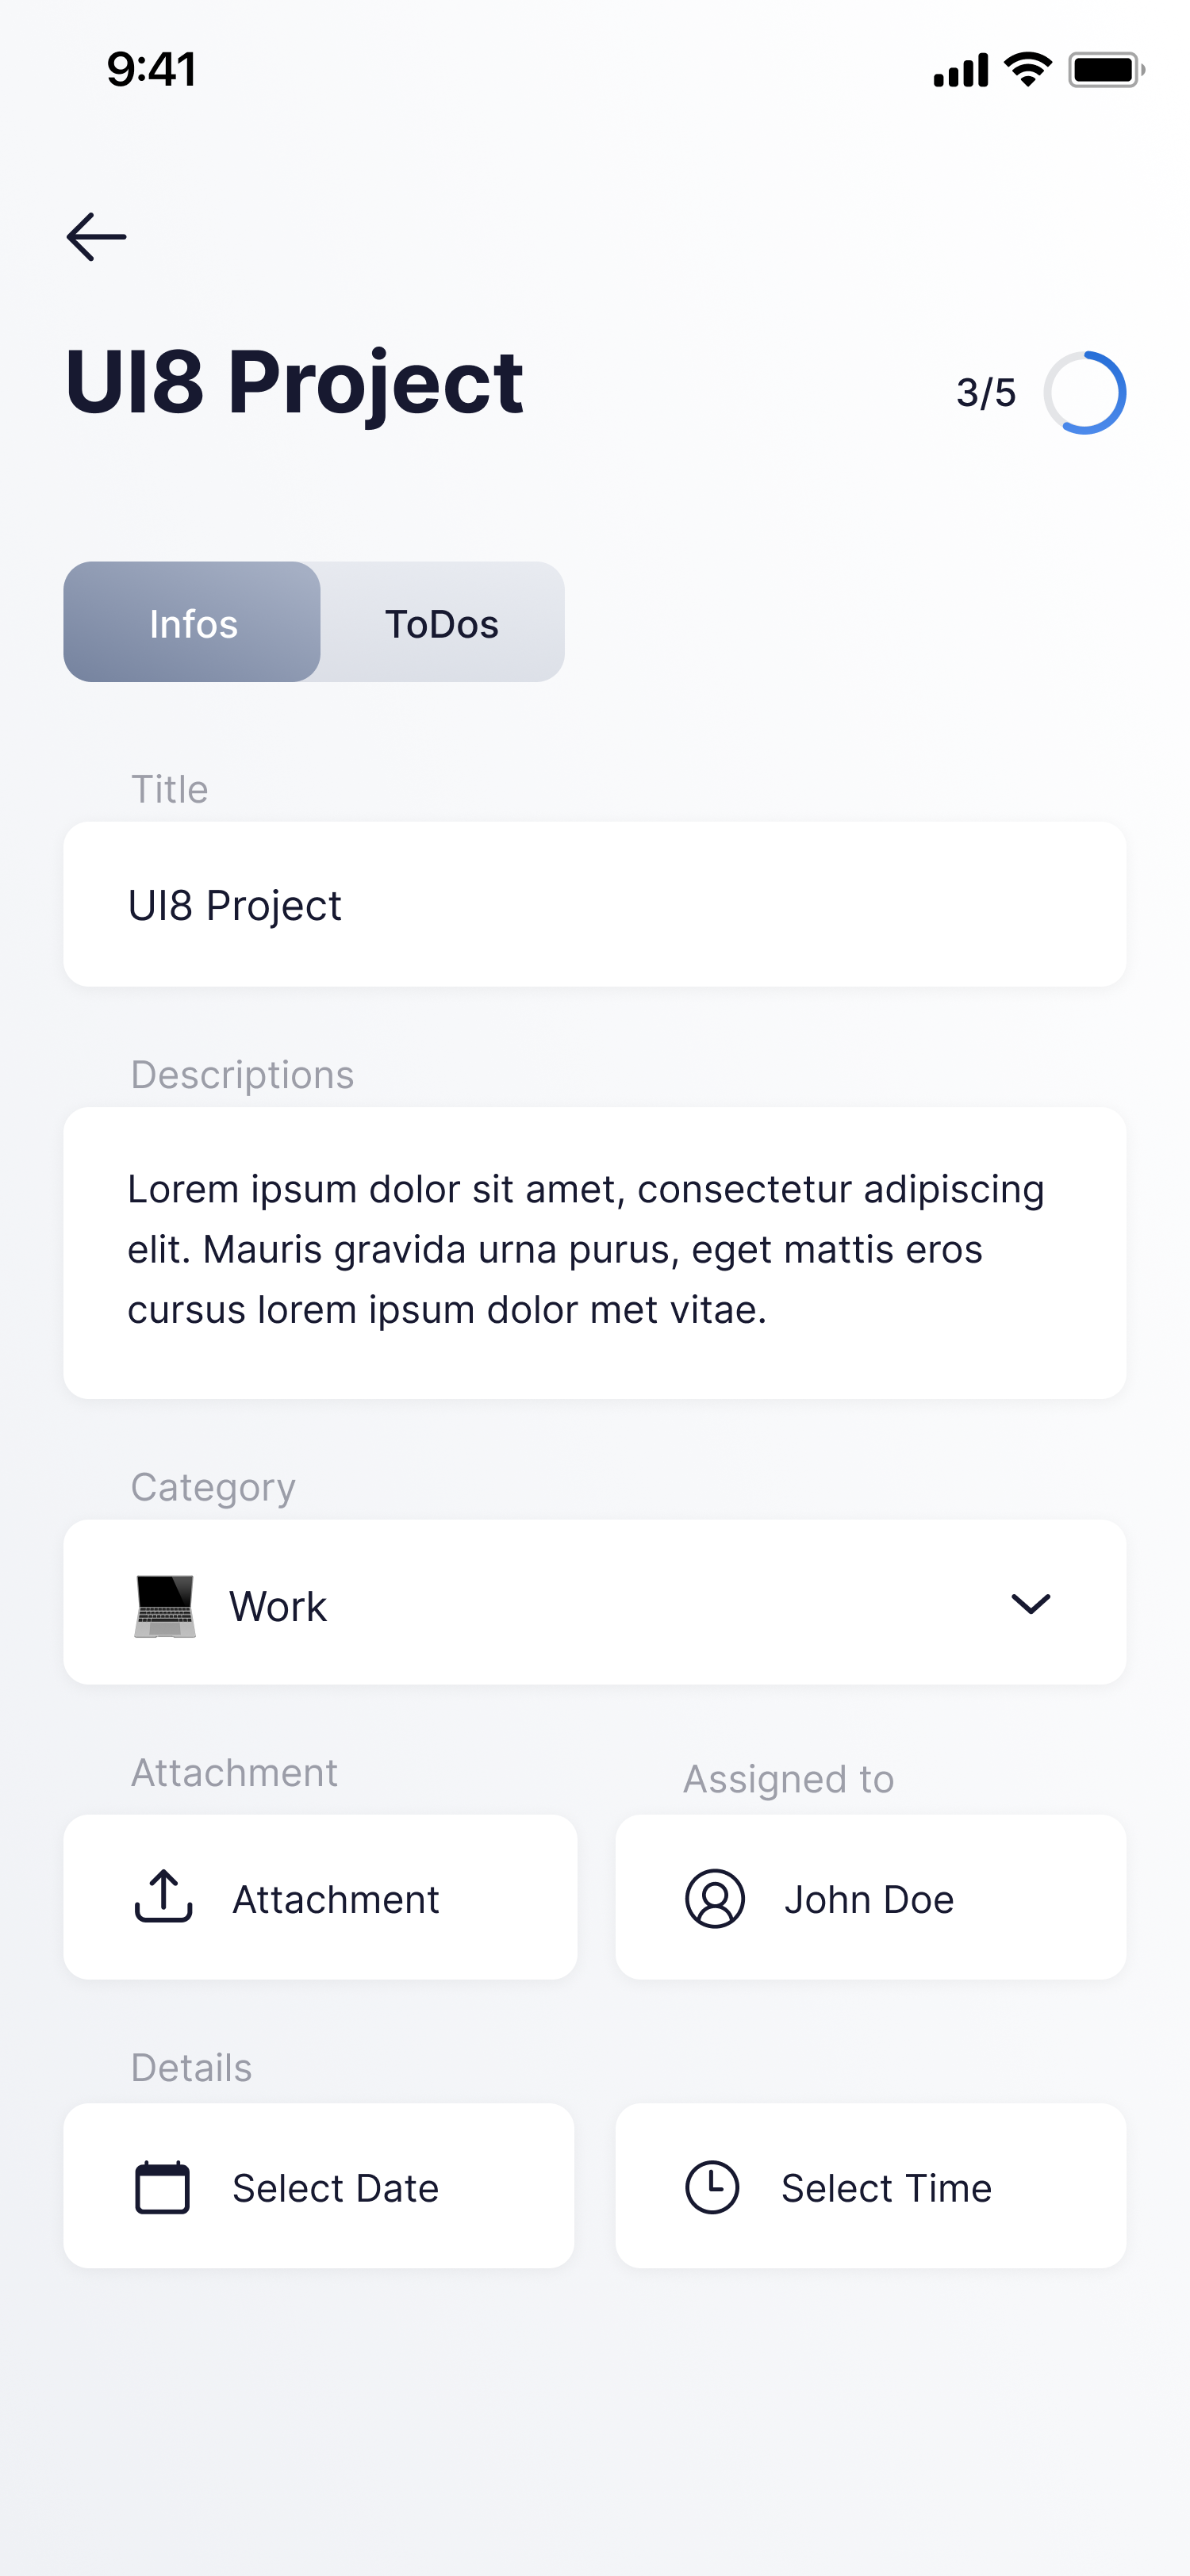 9:41
UI8 Project
3/5
Infos
ToDos
Title
UI8 Project
Descriptions
Lorem ipsum dolor sit amet, consectetur adipiscing
elit. Mauris gravida urna purus, eget mattis eros
cursus lorem ipsum dolor met vitae.
Category
Work
Attachment
Assigned to
Attachment
John Doe
Details
Select Date
Select Time